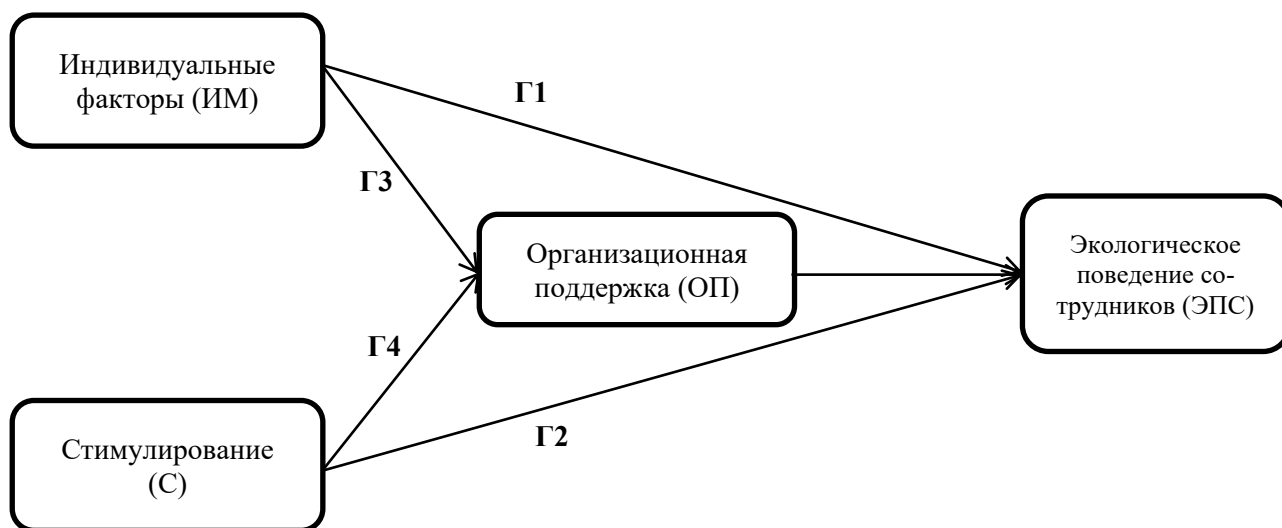 Индивидуальные
факторы (ИМ)
Г1
Г3
Организационная
поддержка (ОП)
Экологическое
поведение со-
трудников (ЭПС)
Г4
Г2
Стимулирование
(С)